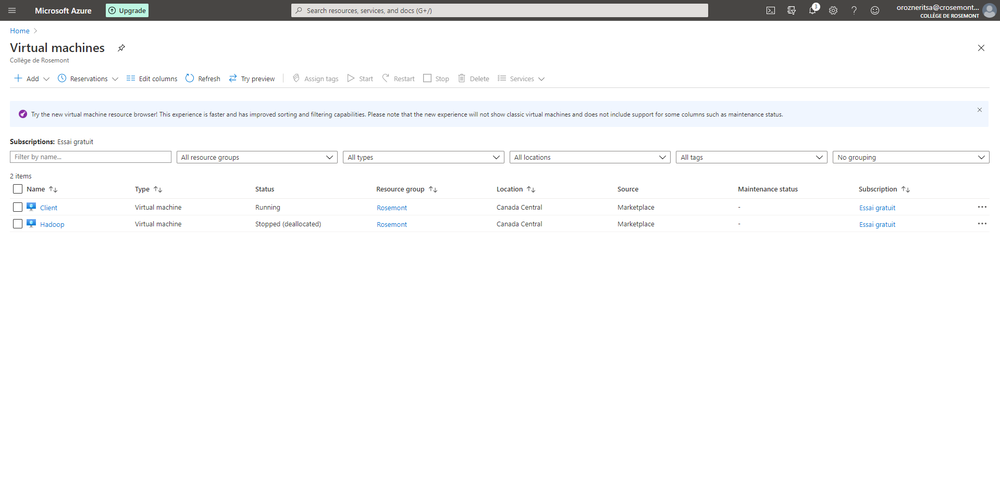 Microsoft Azure Upgrade Search resources, services, and docs (G+/) 3 orozneritsa@crosemont...
COLLÈGE DE ROSEMONT
Home
Virtual machines
Collège de Rosemont
Add Reservations Edit columns Refresh Try preview Assign tags Start Restart Stop Delete Services
Try the new virtual machine resource browser! This experience is faster and has improved sorting and filtering capabilities. Please note that the new experience will not show classic virtual machines and does not include support for some columns such as maintenance status.
Subscriptions: Essai gratuit
Filter by name... All resource groups All types All locations All tags No grouping
2 items
Name Type Status Resource group Location Source Maintenance status Subscription
Client Virtual machine Running Rosemont Canada Central Marketplace - Essai gratuit
Hadoop Virtual machine Stopped (deallocated) Rosemont Canada Central Marketplace - Essai gratuit